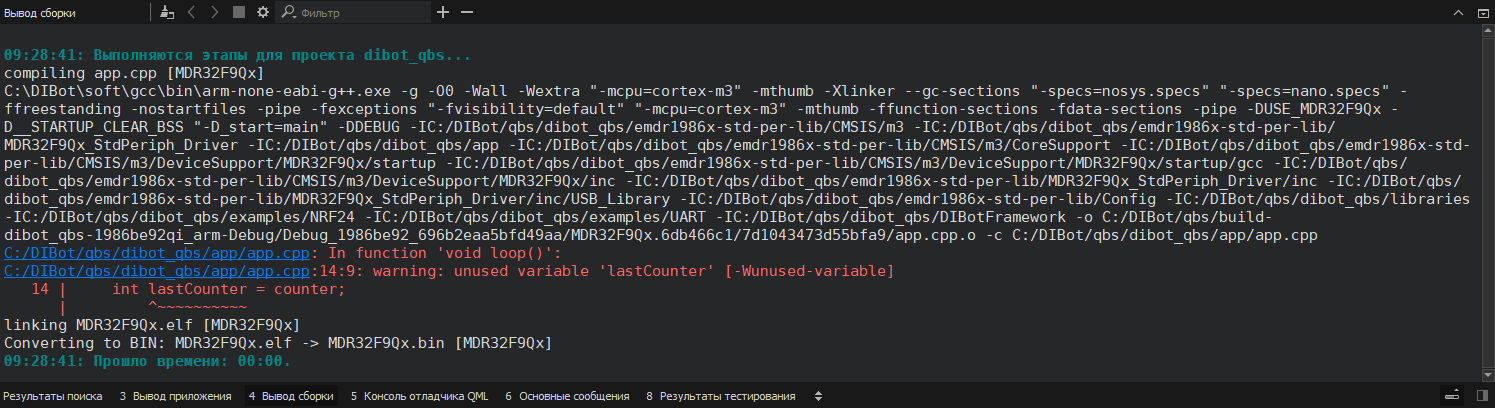 Вывод сборки Фильтр
09:28:41: Выполняются этапы для проекта dibot_qbs...
compiling app.cpp [MDR32F9Qx]
C:\DIBot\soft\gcc\bin\arm-none-eabi-g++.exe -g -O0 -Wall -Wextra "-mcpu=cortex-m3" -mthumb -Xlinker --gc-sections "-specs=nosys.specs" "-specs=nano.specs" -
ffreestanding -nostartfiles -pipe -fexceptions "-fvisibility=default" "-mcpu=cortex-m3" -mthumb -ffunction-sections -fdata-sections -pipe -DUSE_MDR32F9Qx -
D__STARTUP_CLEAR_BSS "-D_start=main" -DDEBUG -IC:/DIBot/qbs/dibot_qbs/emdr1986x-std-per-lib/CMSIS/m3 -IC:/DIBot/qbs/dibot_qbs/emdr1986x-std-per-lib/
MDR32F9Qx_StdPeriph_Driver -IC:/DIBot/qbs/dibot_qbs/app -IC:/DIBot/qbs/dibot_qbs/emdr1986x-std-per-lib/CMSIS/m3/CoreSupport -IC:/DIBot/qbs/dibot_qbs/emdr1986x-std-
per-lib/CMSIS/m3/DeviceSupport/MDR32F9Qx/startup -IC:/DIBot/qbs/dibot_qbs/emdr1986x-std-per-lib/CMSIS/m3/DeviceSupport/MDR32F9Qx/startup/gcc -IC:/DIBot/qbs/
dibot_qbs/emdr1986x-std-per-lib/CMSIS/m3/DeviceSupport/MDR32F9Qx/inc -IC:/DIBot/qbs/dibot_qbs/emdr1986x-std-per-lib/MDR32F9Qx_StdPeriph_Driver/inc -IC:/DIBot/qbs/
dibot_qbs/emdr1986x-std-per-lib/MDR32F9Qx_StdPeriph_Driver/inc/USB_Library -IC:/DIBot/qbs/dibot_qbs/emdr1986x-std-per-lib/Config -IC:/DIBot/qbs/dibot_qbs/libraries
-IC:/DIBot/qbs/dibot_qbs/examples/NRF24 -IC:/DIBot/qbs/dibot_qbs/examples/UART -IC:/DIBot/qbs/dibot_qbs/DIBotFramework -o C:/DIBot/qbs/build-
dibot_qbs-1986be92qi_arm-Debug/Debug_1986be92_696b2eaa5bfd49aa/MDR32F9Qx.6db466c1/7d1043473d55bfa9/app.cpp.o -c C:/DIBot/qbs/dibot_qbs/app/app.cpp
C:/DIBot/qbs/dibot_qbs/app/app.cpp: In function 'void loop()':
C:/DIBot/qbs/dibot_qbs/app/app.cpp:14:9: warning: unused variable 'lastCounter' [-Wunused-variable]
14 | int lastCounter = counter;
| ^~~~~~~~~~~
linking MDR32F9Qx.elf [MDR32F9Qx]
Converting to BIN: MDR32F9Qx.elf -> MDR32F9Qx.bin [MDR32F9Qx]
09:28:41: Прошло времени: 00:00.
Результаты поиска 3 Вывод приложения 4 Вывод сборки 5 Консоль отладчика QML 6 Основные сообщения 8 Результаты тестирования